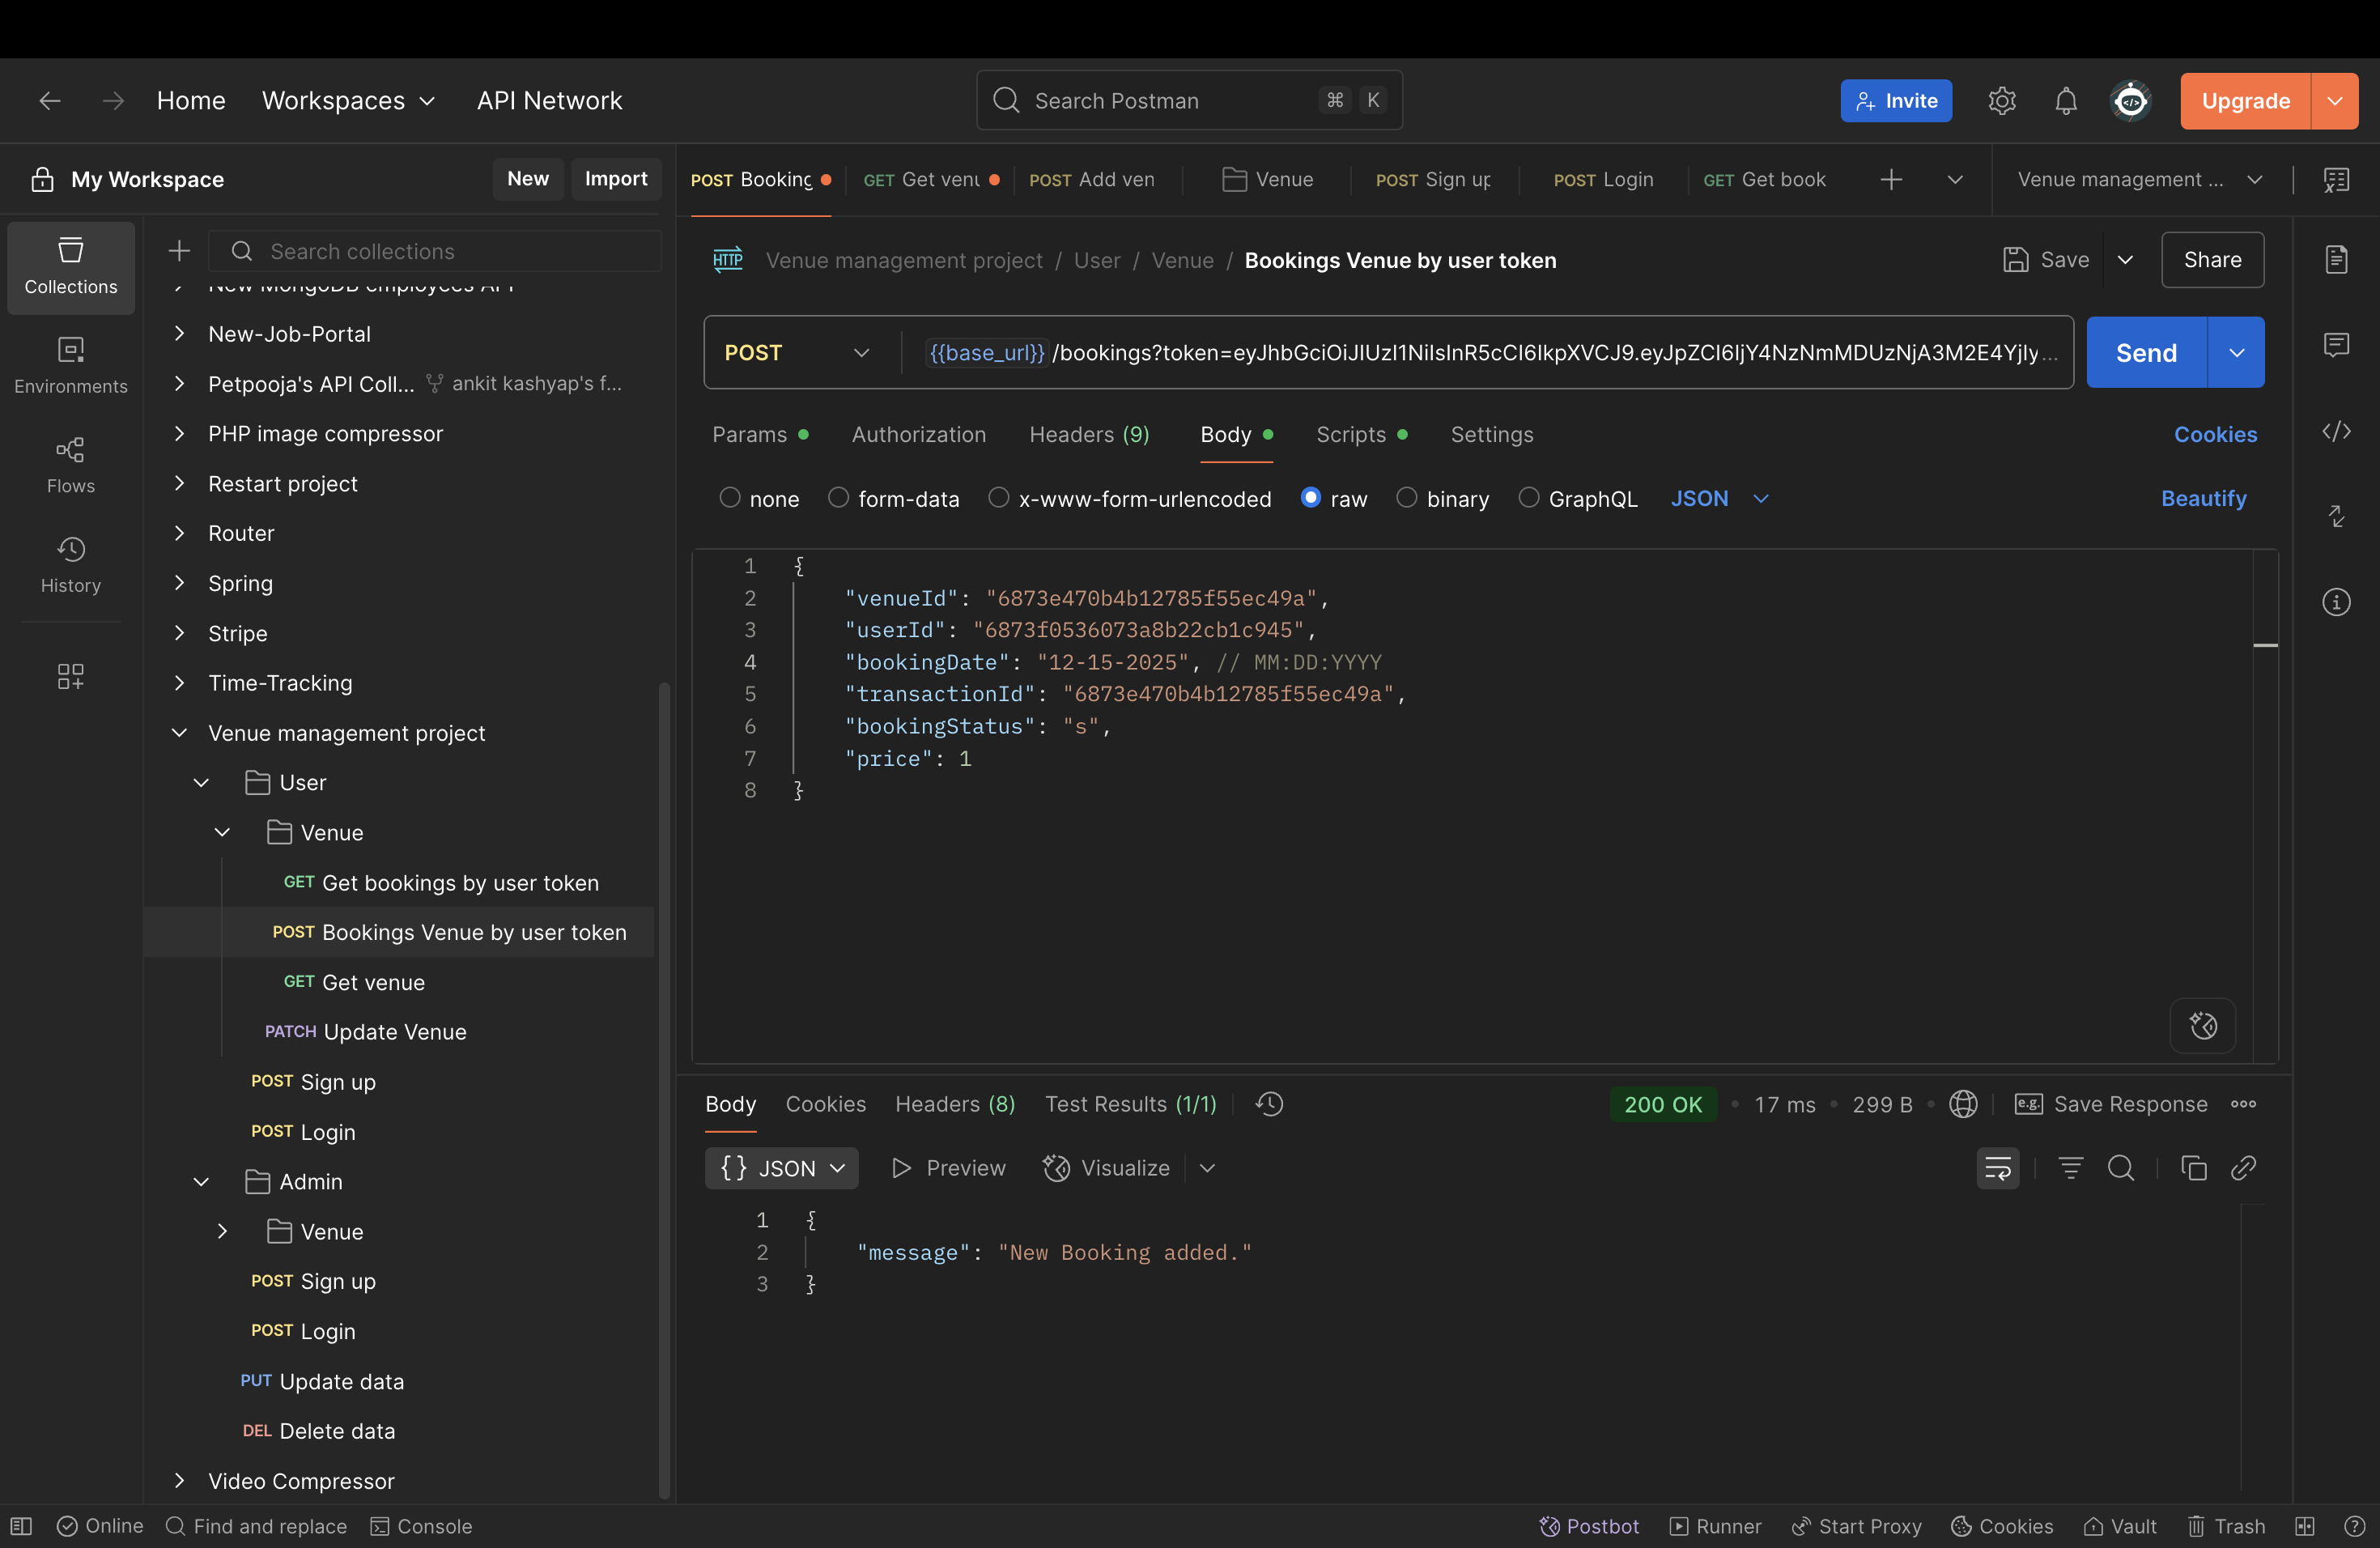 Home Workspaces API Network
Search Postman ⌘ K
Invite Upgrade
My Workspace New Import
POST Booking GET Get venu POST Add ven Venue POST Sign up POST Login GET Get book Venue management ...
Collections
Environments
Flows
History
Search collections
New MongoDB employees API
New-Job-Portal
Petpooja's API Coll... ankit kashyap's f...
PHP image compressor
Restart project
Router
Spring
Stripe
Time-Tracking
Venue management project
User
Venue
GET Get bookings by user token
POST Bookings Venue by user token
GET Get venue
PATCH Update Venue
POST Sign up
POST Login
Admin
Venue
POST Sign up
POST Login
PUT Update data
DEL Delete data
Video Compressor
HTTP Venue management project / User / Venue / Bookings Venue by user token
Save Share
POST {{base_url}}/bookings?token=eyJhbGciOiJIUzI1NiIsInR5cCI6IkpXVCJ9.eyJpZCI6IjY4NzNmMDUzNjA3M2E4YjIy...
Send
Params Authorization Headers (9) Body Scripts Settings Cookies
none form-data x-www-form-urlencoded raw binary GraphQL JSON Beautify
1 {
2 "venueId": "6873e470b4b12785f55ec49a",
3 "userId": "6873f0536073a8b22cb1c945",
4 "bookingDate": "12-15-2025", // MM:DD:YYYY
5 "transactionId": "6873e470b4b12785f55ec49a",
6 "bookingStatus": "s",
7 "price": 1
8 }
Body Cookies Headers (8) Test Results (1/1) 200 OK • 17 ms • 299 B • e.g. Save Response
{} JSON Preview Visualize
1 {
2 "message": "New Booking added."
3 }
Online Find and replace Console Postbot Runner Start Proxy Cookies Vault Trash